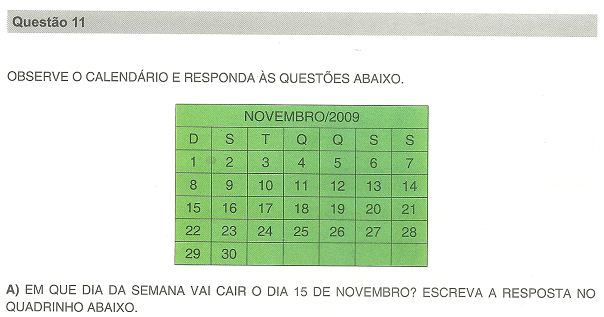 Questão 11
OBSERVE O CALENDÁRIO E RESPONDA ÀS QUESTÕES ABAIXO.
NOVEMBRO/2009
D S T Q Q S S
1 2 3 4 5 6 7
8 9 10 11 12 13 14
15 16 17 18 19 20 21
22 23 24 25 26 27 28
29 30
A) EM QUE DIA DA SEMANA VAI CAIR O DIA 15 DE NOVEMBRO? ESCREVA A RESPOSTA NO
QUADRINHO ABAIXO.